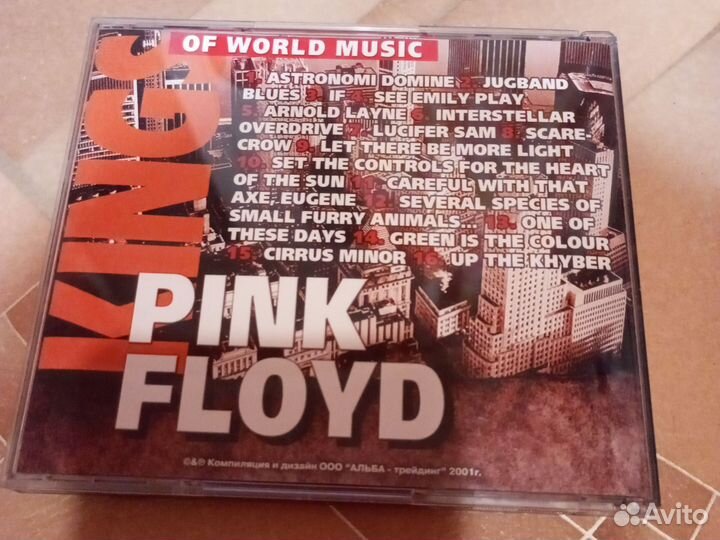 KINGS
OF WORLD MUSIC
1. ASTRONOMI DOMINE 2. JUGBAND
BLUES 3. IF 4. SEE EMILY PLAY
5. ARNOLD LAYNE 6. INTERSTELLAR
OVERDRIVE 7. LUCIFER SAM 8. SCARE-
CROW 9. LET THERE BE MORE LIGHT
10. SET THE CONTROLS FOR THE HEART
OF THE SUN 11. CAREFUL WITH THAT
AXE, EUGENE 12. SEVERAL SPECIES OF
SMALL FURRY ANIMALS... 13. ONE OF
THESE DAYS 14. GREEN IS THE COLOUR
15. CIRRUS MINOR 16. UP THE KHYBER
PINK
FLOYD
©&℗ Компиляция и дизайн ООО "АЛЬБА - трейдинг" 2001г.
Avito